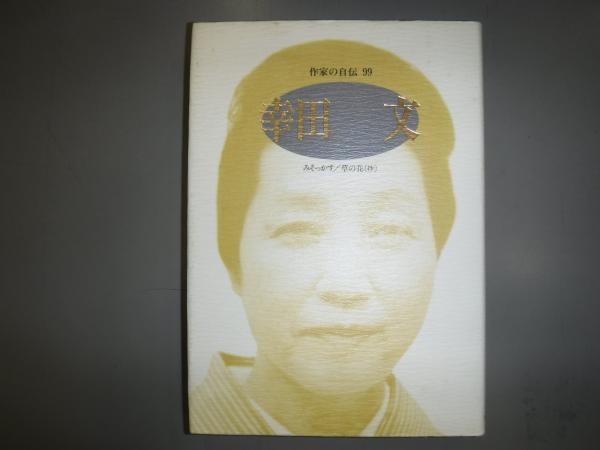 作家の自伝 99
幸田 文
みそっかす／草の花（抄）